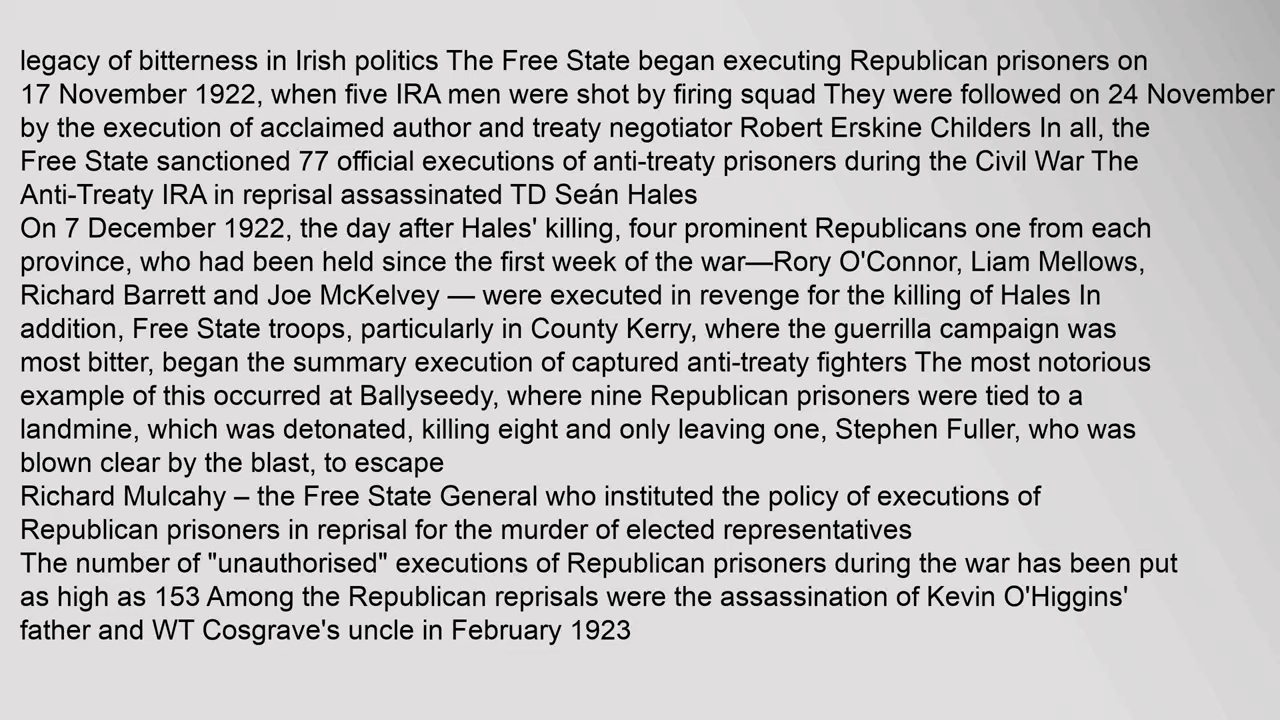 legacy of bitterness in Irish politics The Free State began executing Republican prisoners on
17 November 1922, when five IRA men were shot by firing squad They were followed on 24 November
by the execution of acclaimed author and treaty negotiator Robert Erskine Childers In all, the
Free State sanctioned 77 official executions of anti-treaty prisoners during the Civil War The
Anti-Treaty IRA in reprisal assassinated TD Seán Hales
On 7 December 1922, the day after Hales' killing, four prominent Republicans one from each
province, who had been held since the first week of the war—Rory O'Connor, Liam Mellows,
Richard Barrett and Joe McKelvey — were executed in revenge for the killing of Hales In
addition, Free State troops, particularly in County Kerry, where the guerrilla campaign was
most bitter, began the summary execution of captured anti-treaty fighters The most notorious
example of this occurred at Ballyseedy, where nine Republican prisoners were tied to a
landmine, which was detonated, killing eight and only leaving one, Stephen Fuller, who was
blown clear by the blast, to escape
Richard Mulcahy – the Free State General who instituted the policy of executions of
Republican prisoners in reprisal for the murder of elected representatives
The number of "unauthorised" executions of Republican prisoners during the war has been put
as high as 153 Among the Republican reprisals were the assassination of Kevin O'Higgins'
father and WT Cosgrave's uncle in February 1923